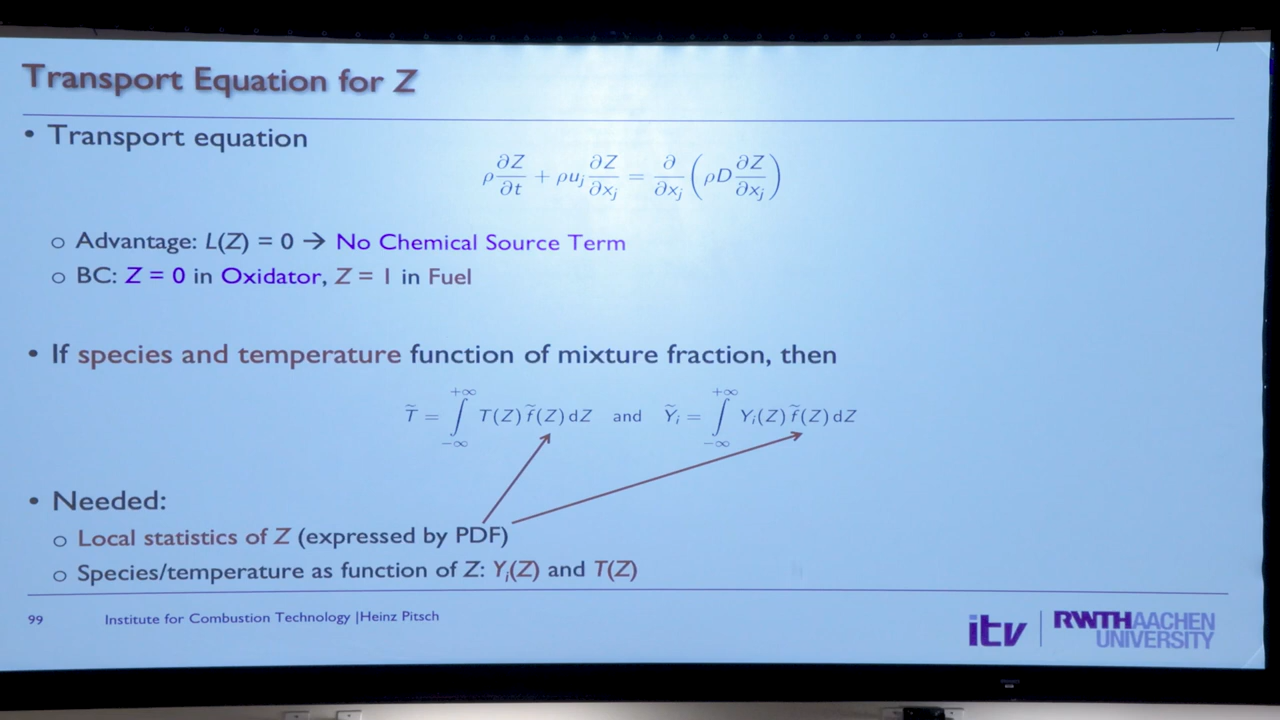 Transport Equation for Z
• Transport equation
ρ ∂Z/∂t + ρu_j ∂Z/∂x_j = ∂/∂x_j (ρD ∂Z/∂x_j)
○ Advantage: L(Z) = 0 → No Chemical Source Term
○ BC: Z = 0 in Oxidator, Z = 1 in Fuel
• If species and temperature function of mixture fraction, then
T̃ = ∫_{−∞}^{+∞} T(Z) f̃(Z) dZ and Ỹ_i = ∫_{−∞}^{+∞} Y_i(Z) f̃(Z) dZ
• Needed:
○ Local statistics of Z (expressed by PDF)
○ Species/temperature as function of Z: Y_i(Z) and T(Z)
99 Institute for Combustion Technology |Heinz Pitsch
itv | RWTHAACHEN
UNIVERSITY